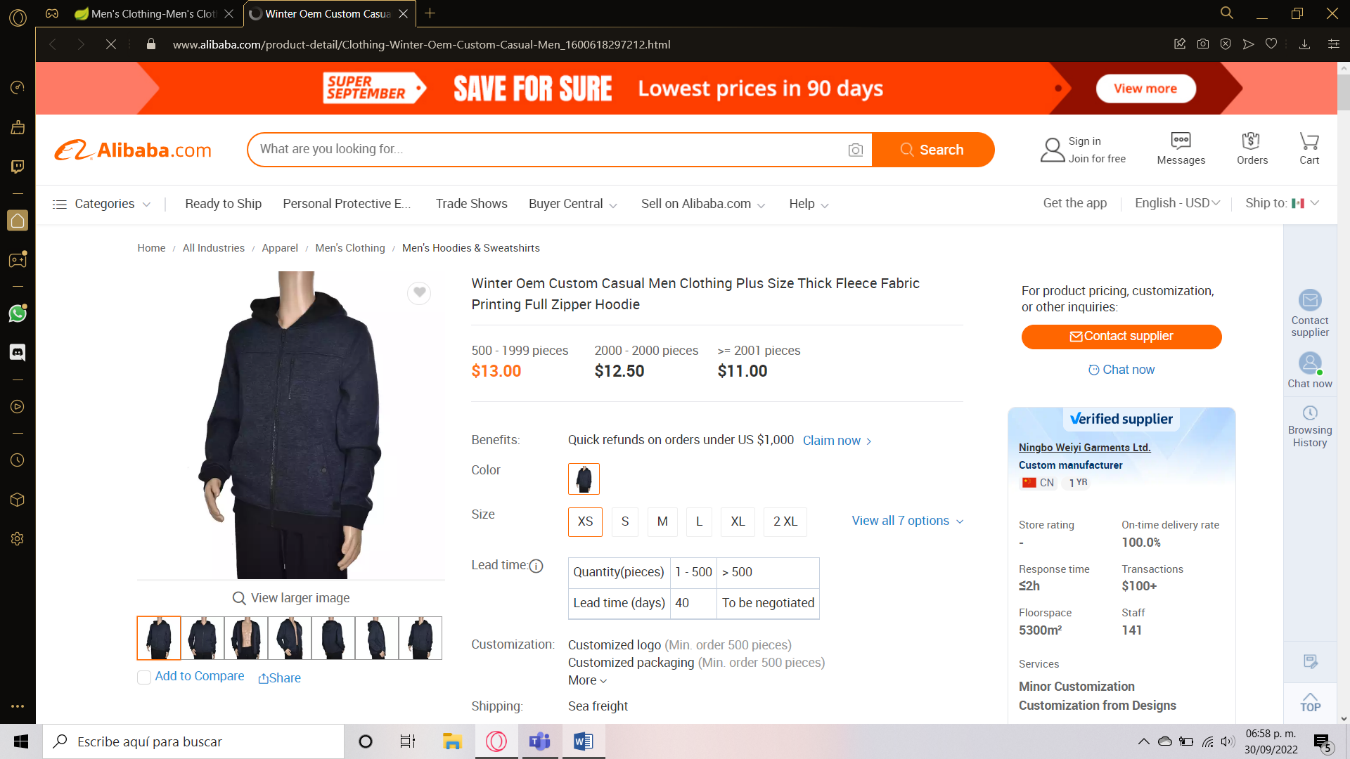 Men's Clothing-Men's Clot
Winter Oem Custom Casua
www.alibaba.com/product-detail/Clothing-Winter-Oem-Custom-Casual-Men_1600618297212.html
SUPER SEPTEMBER
SAVE FOR SURE
Lowest prices in 90 days
View more
Alibaba.com
What are you looking for...
Search
Sign in
Join for free
Messages
Orders
Cart
Categories
Ready to Ship
Personal Protective E...
Trade Shows
Buyer Central
Sell on Alibaba.com
Help
Get the app
English - USD
Ship to:
Home / All Industries / Apparel / Men's Clothing / Men's Hoodies & Sweatshirts
Winter Oem Custom Casual Men Clothing Plus Size Thick Fleece Fabric
Printing Full Zipper Hoodie
500 - 1999 pieces 2000 - 2000 pieces >= 2001 pieces
$13.00 $12.50 $11.00
Benefits: Quick refunds on orders under US $1,000 Claim now >
Color
Size XS S M L XL 2 XL View all 7 options
Lead time: Quantity(pieces) 1 - 500 > 500
Lead time (days) 40 To be negotiated
Customization: Customized logo (Min. order 500 pieces)
Customized packaging (Min. order 500 pieces)
More
Shipping: Sea freight
View larger image
Add to Compare
Share
For product pricing, customization,
or other inquiries:
Contact supplier
Chat now
Verified supplier
Ningbo Weiyi Garments Ltd.
Custom manufacturer
CN 1 YR
Store rating On-time delivery rate
- 100.0%
Response time Transactions
≤2h $100+
Floorspace Staff
5300m² 141
Services
Minor Customization
Customization from Designs
Contact
supplier
Chat now
Browsing
History
TOP
Escribe aquí para buscar
06:58 p. m.
30/09/2022
5